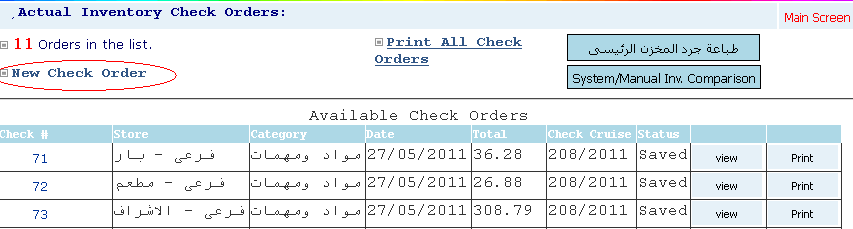 Actual Inventory Check Orders:
Main Screen
11 Orders in the list.
Print All Check Orders
طباعة جرد المخزن الرئيسى
New Check Order
System/Manual Inv. Comparison
Available Check Orders
Check # Store Category Date Total Check Cruise Status
71 فرعى - بار مواد ومهمات 27/05/2011 36.28 208/2011 Saved view Print
72 فرعى - مطعم مواد ومهمات 27/05/2011 26.88 208/2011 Saved view Print
73 فرعى - الاشراف مواد ومهمات 27/05/2011 308.79 208/2011 Saved view Print